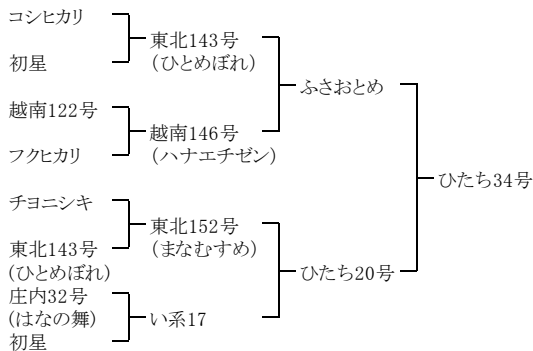 コシヒカリ
初星
東北143号
(ひとめぼれ)
越南122号
フクヒカリ
越南146号
(ハナエチゼン)
ふさおとめ
チヨニシキ
東北143号
(ひとめぼれ)
東北152号
(まなむすめ)
庄内32号
(はなの舞)
初星
い系17
ひたち20号
ひたち34号